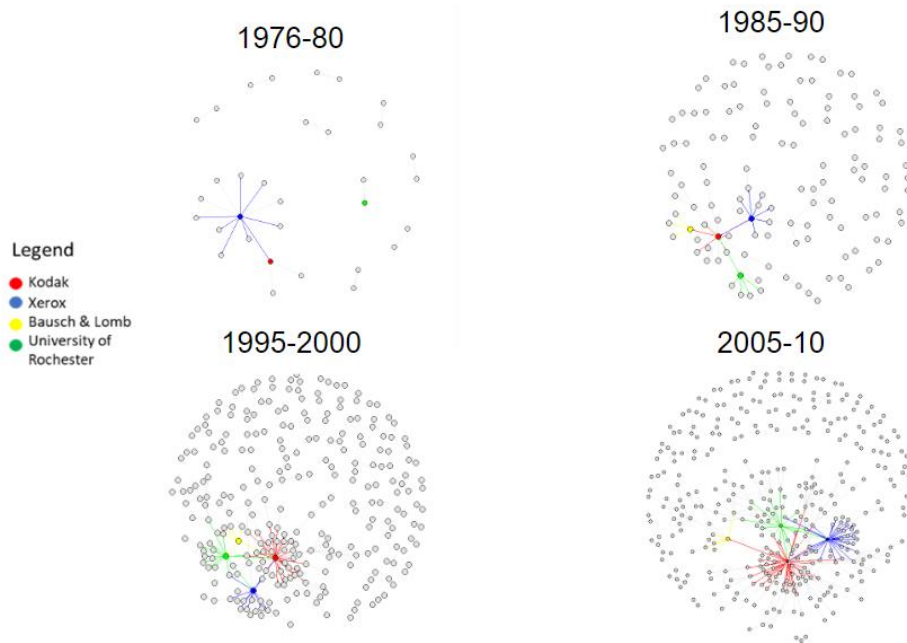 1976-80
1985-90
Legend
Kodak
Xerox
Bausch & Lomb
University of
Rochester
1995-2000
2005-10